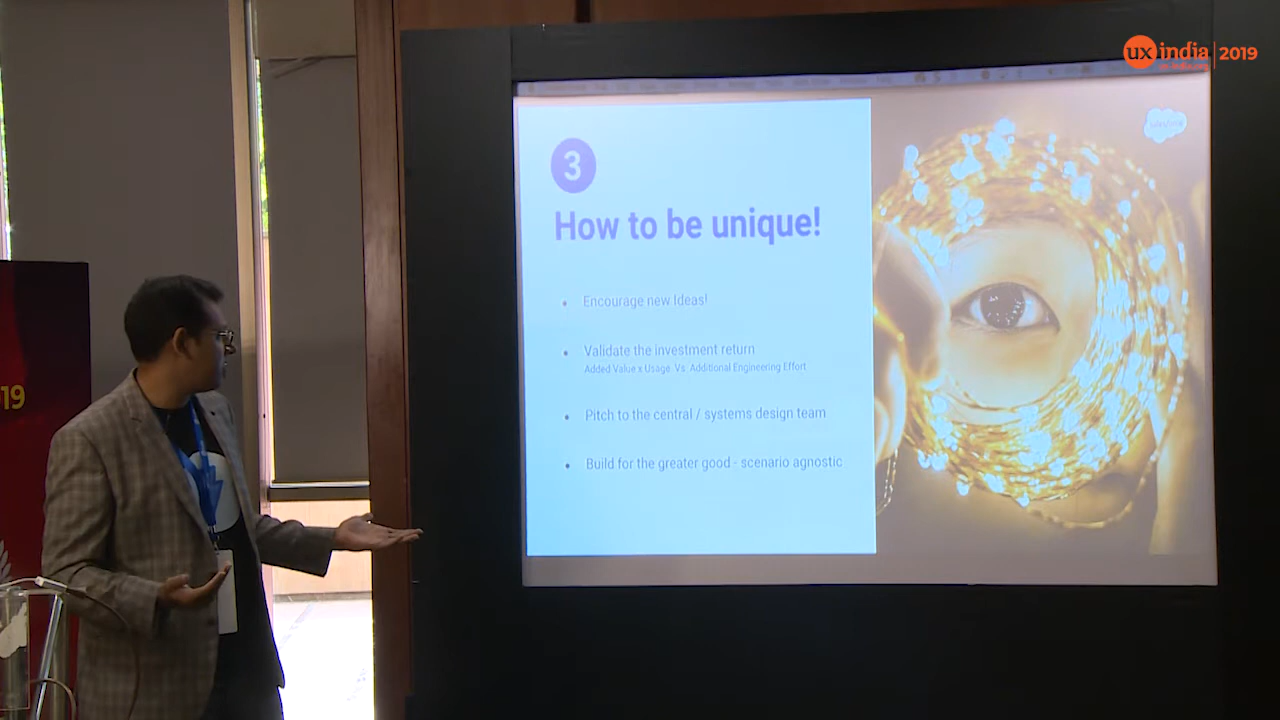 ux india 2019
salesforce
3
How to be unique!
Encourage new Ideas!
Validate the investment return
Added Value x Usage Vs. Additional Engineering Effort
Pitch to the central / systems design team
Build for the greater good - scenario agnostic
19